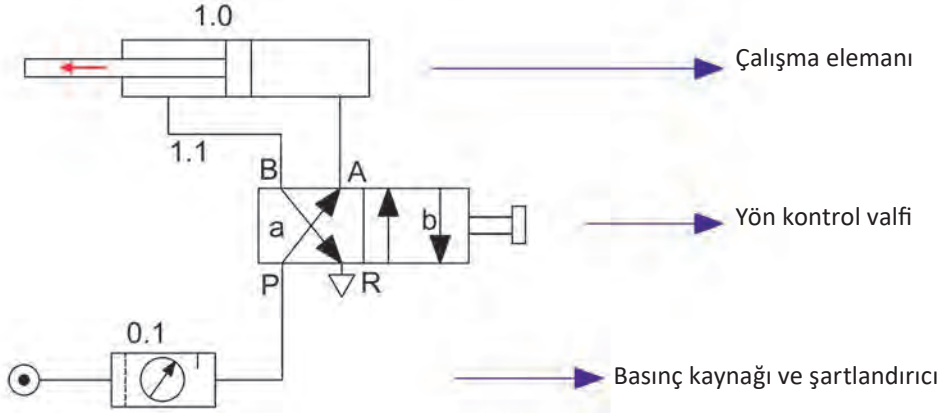 1.0
Çalışma elemanı
1.1
B A
a b
Yön kontrol valfi
P R
0.1
Basınç kaynağı ve şartlandırıcı